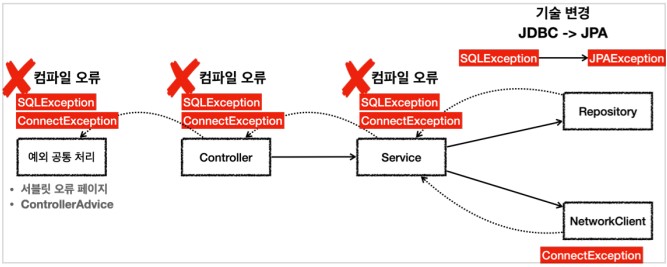 기술 변경
JDBC -> JPA
SQLException
JPAException
컴파일 오류
SQLException
ConnectException
컴파일 오류
SQLException
ConnectException
컴파일 오류
SQLException
ConnectException
예외 공통 처리
Controller
Service
Repository
• 서블릿 오류 페이지
• ControllerAdvice
NetworkClient
ConnectException